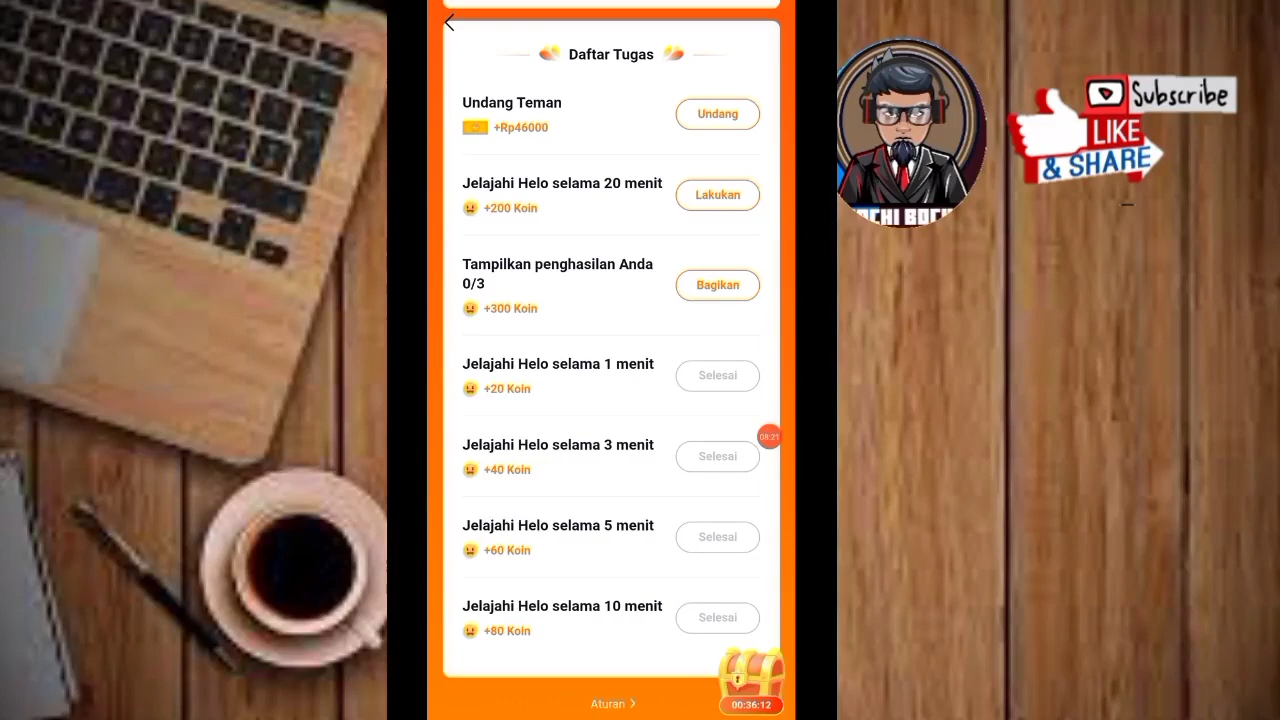 Daftar Tugas
Undang Teman
+Rp46000
Undang
Jelajahi Helo selama 20 menit
+200 Koin
Lakukan
Tampilkan penghasilan Anda
0/3
+300 Koin
Bagikan
Jelajahi Helo selama 1 menit
+20 Koin
Selesai
Jelajahi Helo selama 3 menit
+40 Koin
Selesai
08:21
Jelajahi Helo selama 5 menit
+60 Koin
Selesai
Jelajahi Helo selama 10 menit
+80 Koin
Selesai
Aturan
00:36:12
Subscribe
LIKE
& SHARE